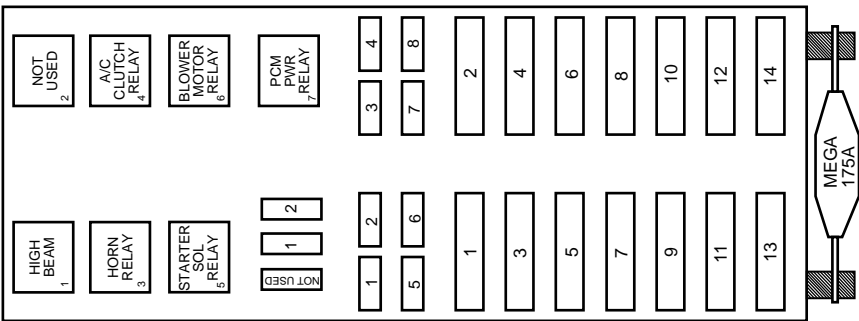 NOT
USED
2
A/C
CLUTCH
RELAY
4
BLOWER
MOTOR
RELAY
6
PCM
PWR
RELAY
7
4
8
3
7
2
4
6
8
10
12
14
MEGA
175A
HIGH
BEAM
1
HORN
RELAY
3
STARTER
SOL
RELAY
5
2
1
NOT USED
2
6
1
5
1
3
5
7
9
11
13